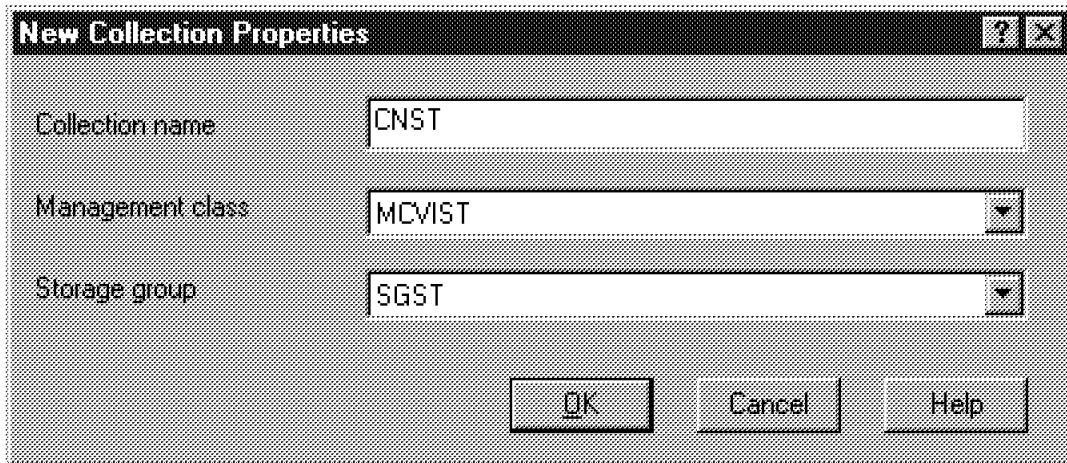 New Collection Properties
Collection name CNST
Management class MCVIST
Storage group SGST
OK Cancel Help